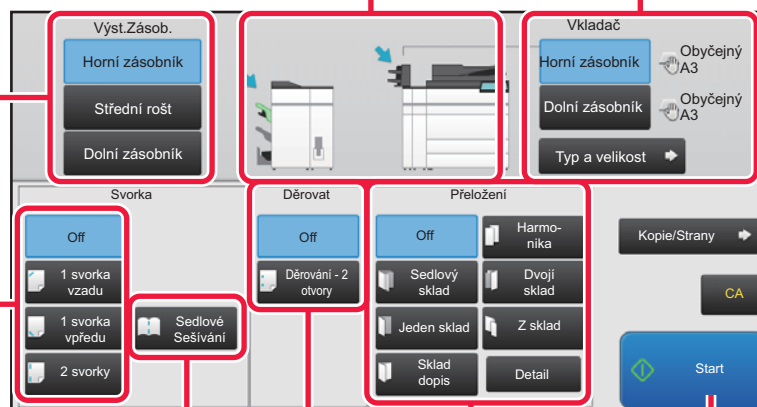 Výst.Zásob.
Horní zásobník
Střední rošt
Dolní zásobník
Vkladač
Horní zásobník
Obyčejný
A3
Dolní zásobník
Obyčejný
A3
Typ a velikost
Svorka
Off
1 svorka
vzadu
1 svorka
vpředu
2 svorky
Sedlové
Sešívání
Děrovat
Off
Děrování - 2
otvory
Přeložení
Off
Harmo-
nika
Sedlový
sklad
Dvojí
sklad
Jeden sklad
Z sklad
Sklad
dopis
Detail
Kopie/Strany
CA
Start